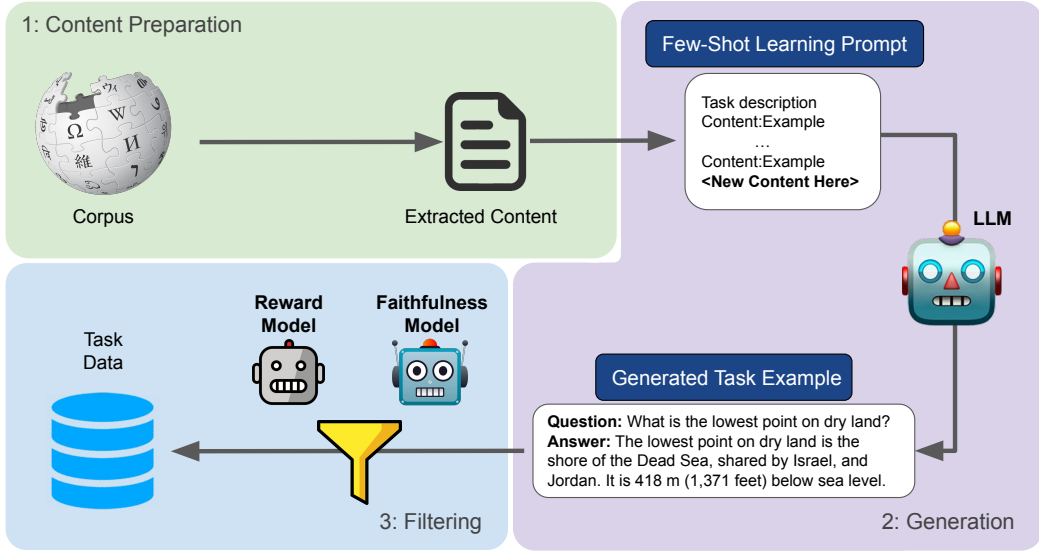 1: Content Preparation
Corpus
Extracted Content
Few-Shot Learning Prompt
Task description
Content:Example
...
Content:Example
<New Content Here>
LLM
Generated Task Example
Question: What is the lowest point on dry land?
Answer: The lowest point on dry land is the
shore of the Dead Sea, shared by Israel, and
Jordan. It is 418 m (1,371 feet) below sea level.
2: Generation
Reward
Model
Faithfulness
Model
Task
Data
3: Filtering
Ω
W
維
И